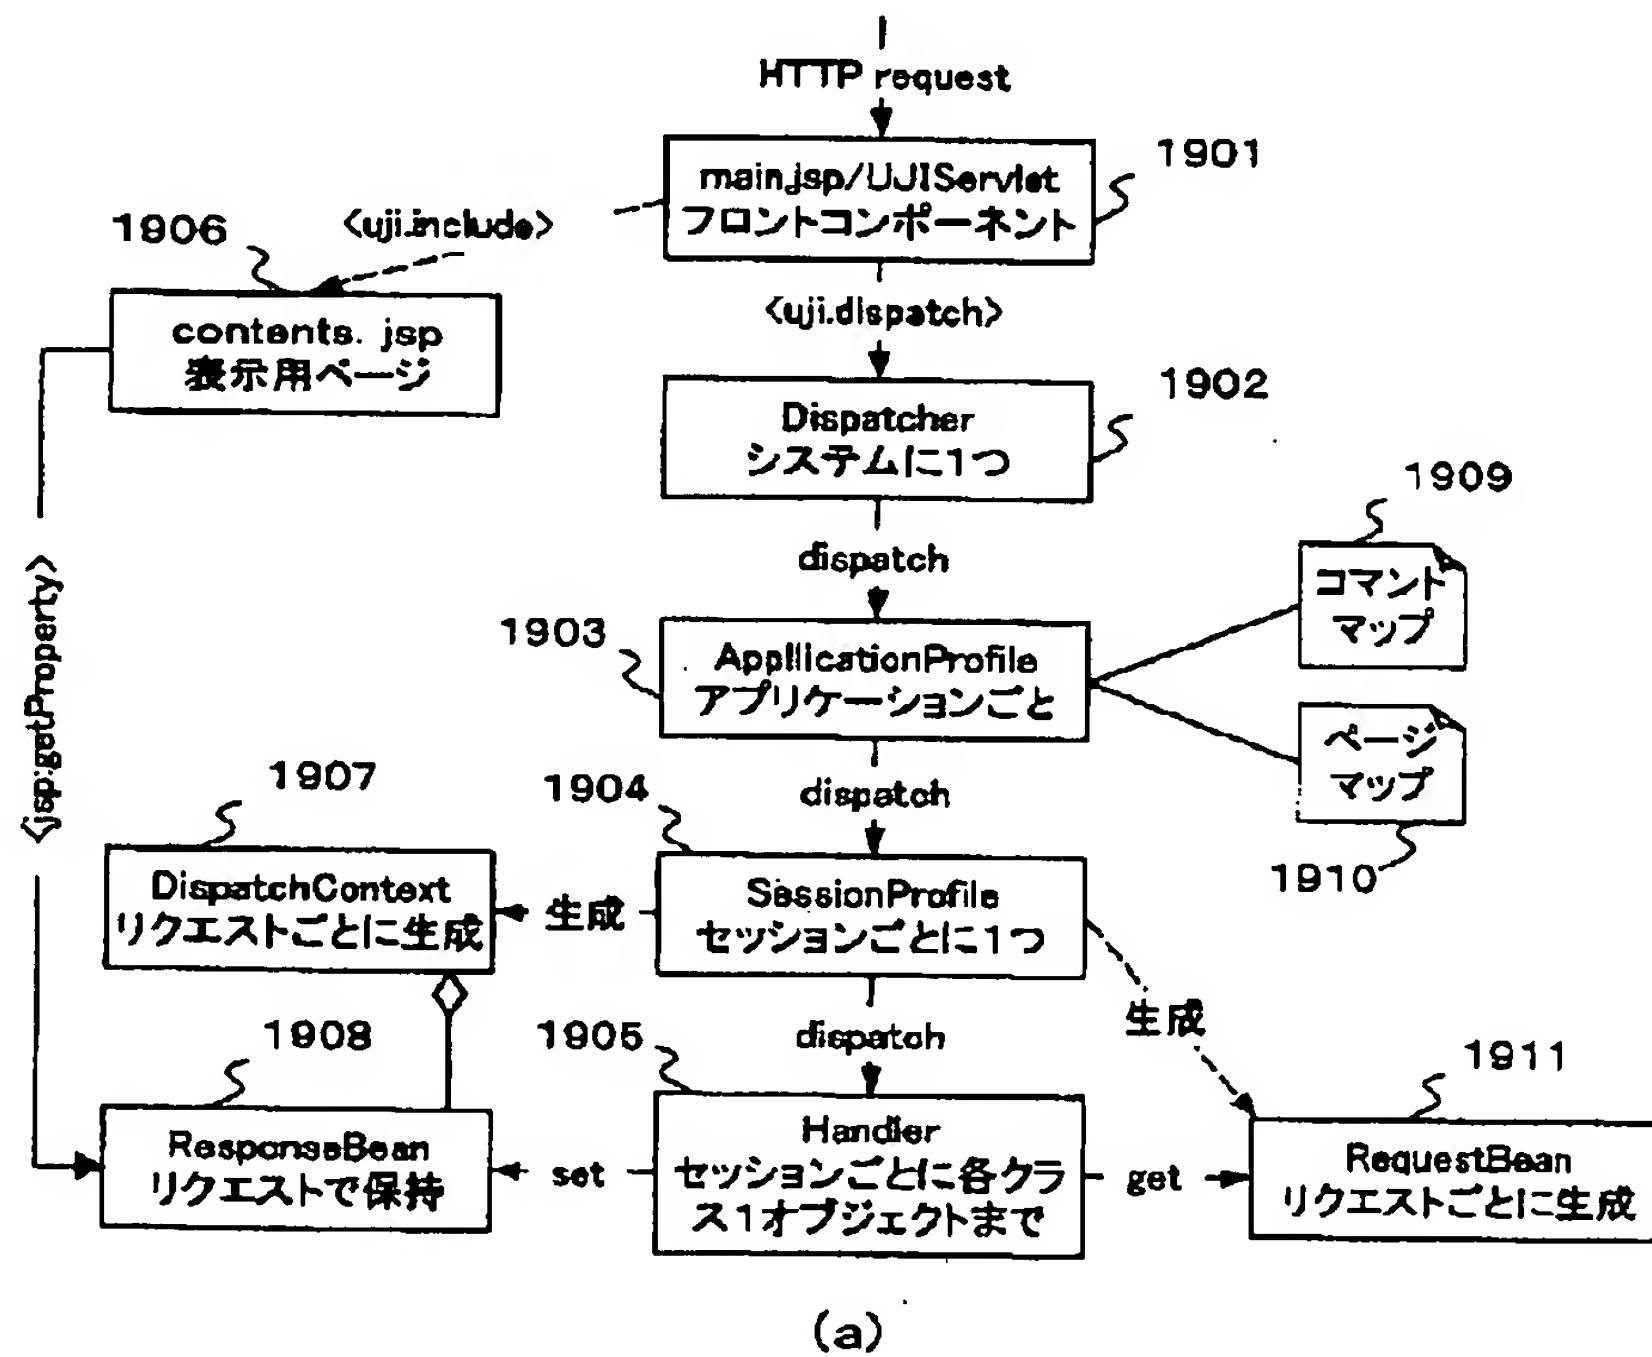 HTTP request
1901
main.jsp/UJIServlet
フロントコンポーネント
1906
<uji.include>
contents. jsp
表示用ページ
<uji.dispatch>
1902
Dispatcher
システムに1つ
1909
コマント
マップ
dispatch
1903
AppllicationProfile
アプリケーションごと
ページ
マップ
1910
<jsp:getProperty>
dispatch
1907
1904
DispatchContext
リクエストごとに生成
生成
SessionProfile
セッションごとに1つ
生成
1908
1905
dispatch
1911
ResponseBean
リクエストで保持
set
Handler
セッションごとに各クラ
ス1オブジェクトまで
get
RequestBean
リクエストごとに生成
(a)